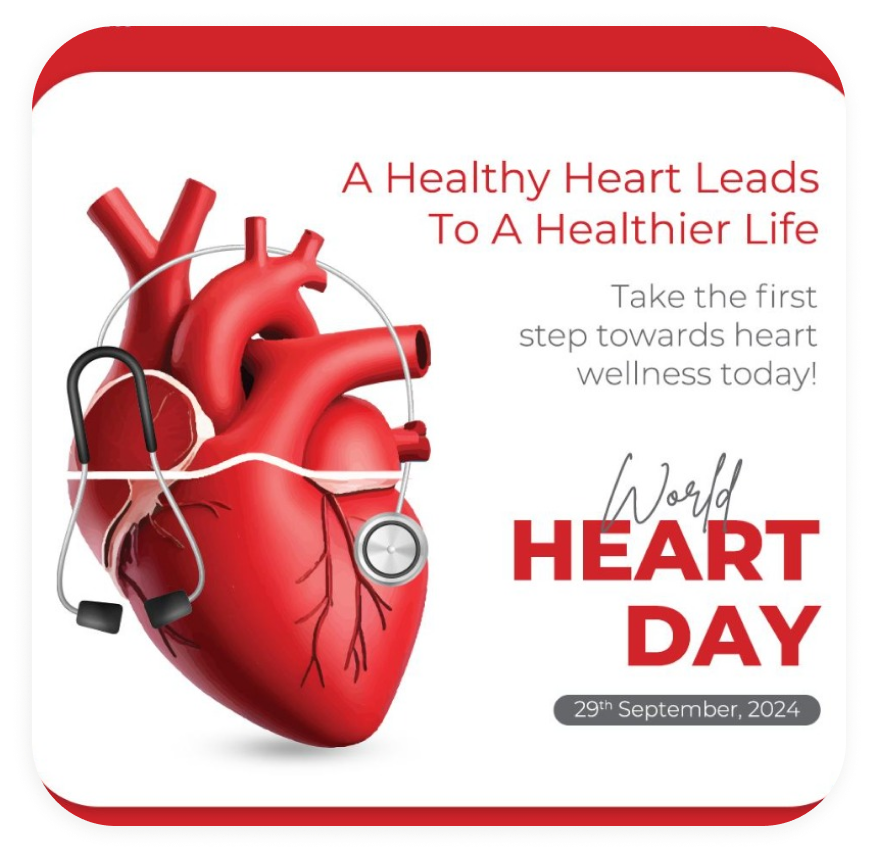 A Healthy Heart Leads
To A Healthier Life
Take the first
step towards heart
wellness today!
World
HEART
DAY
29th September, 2024